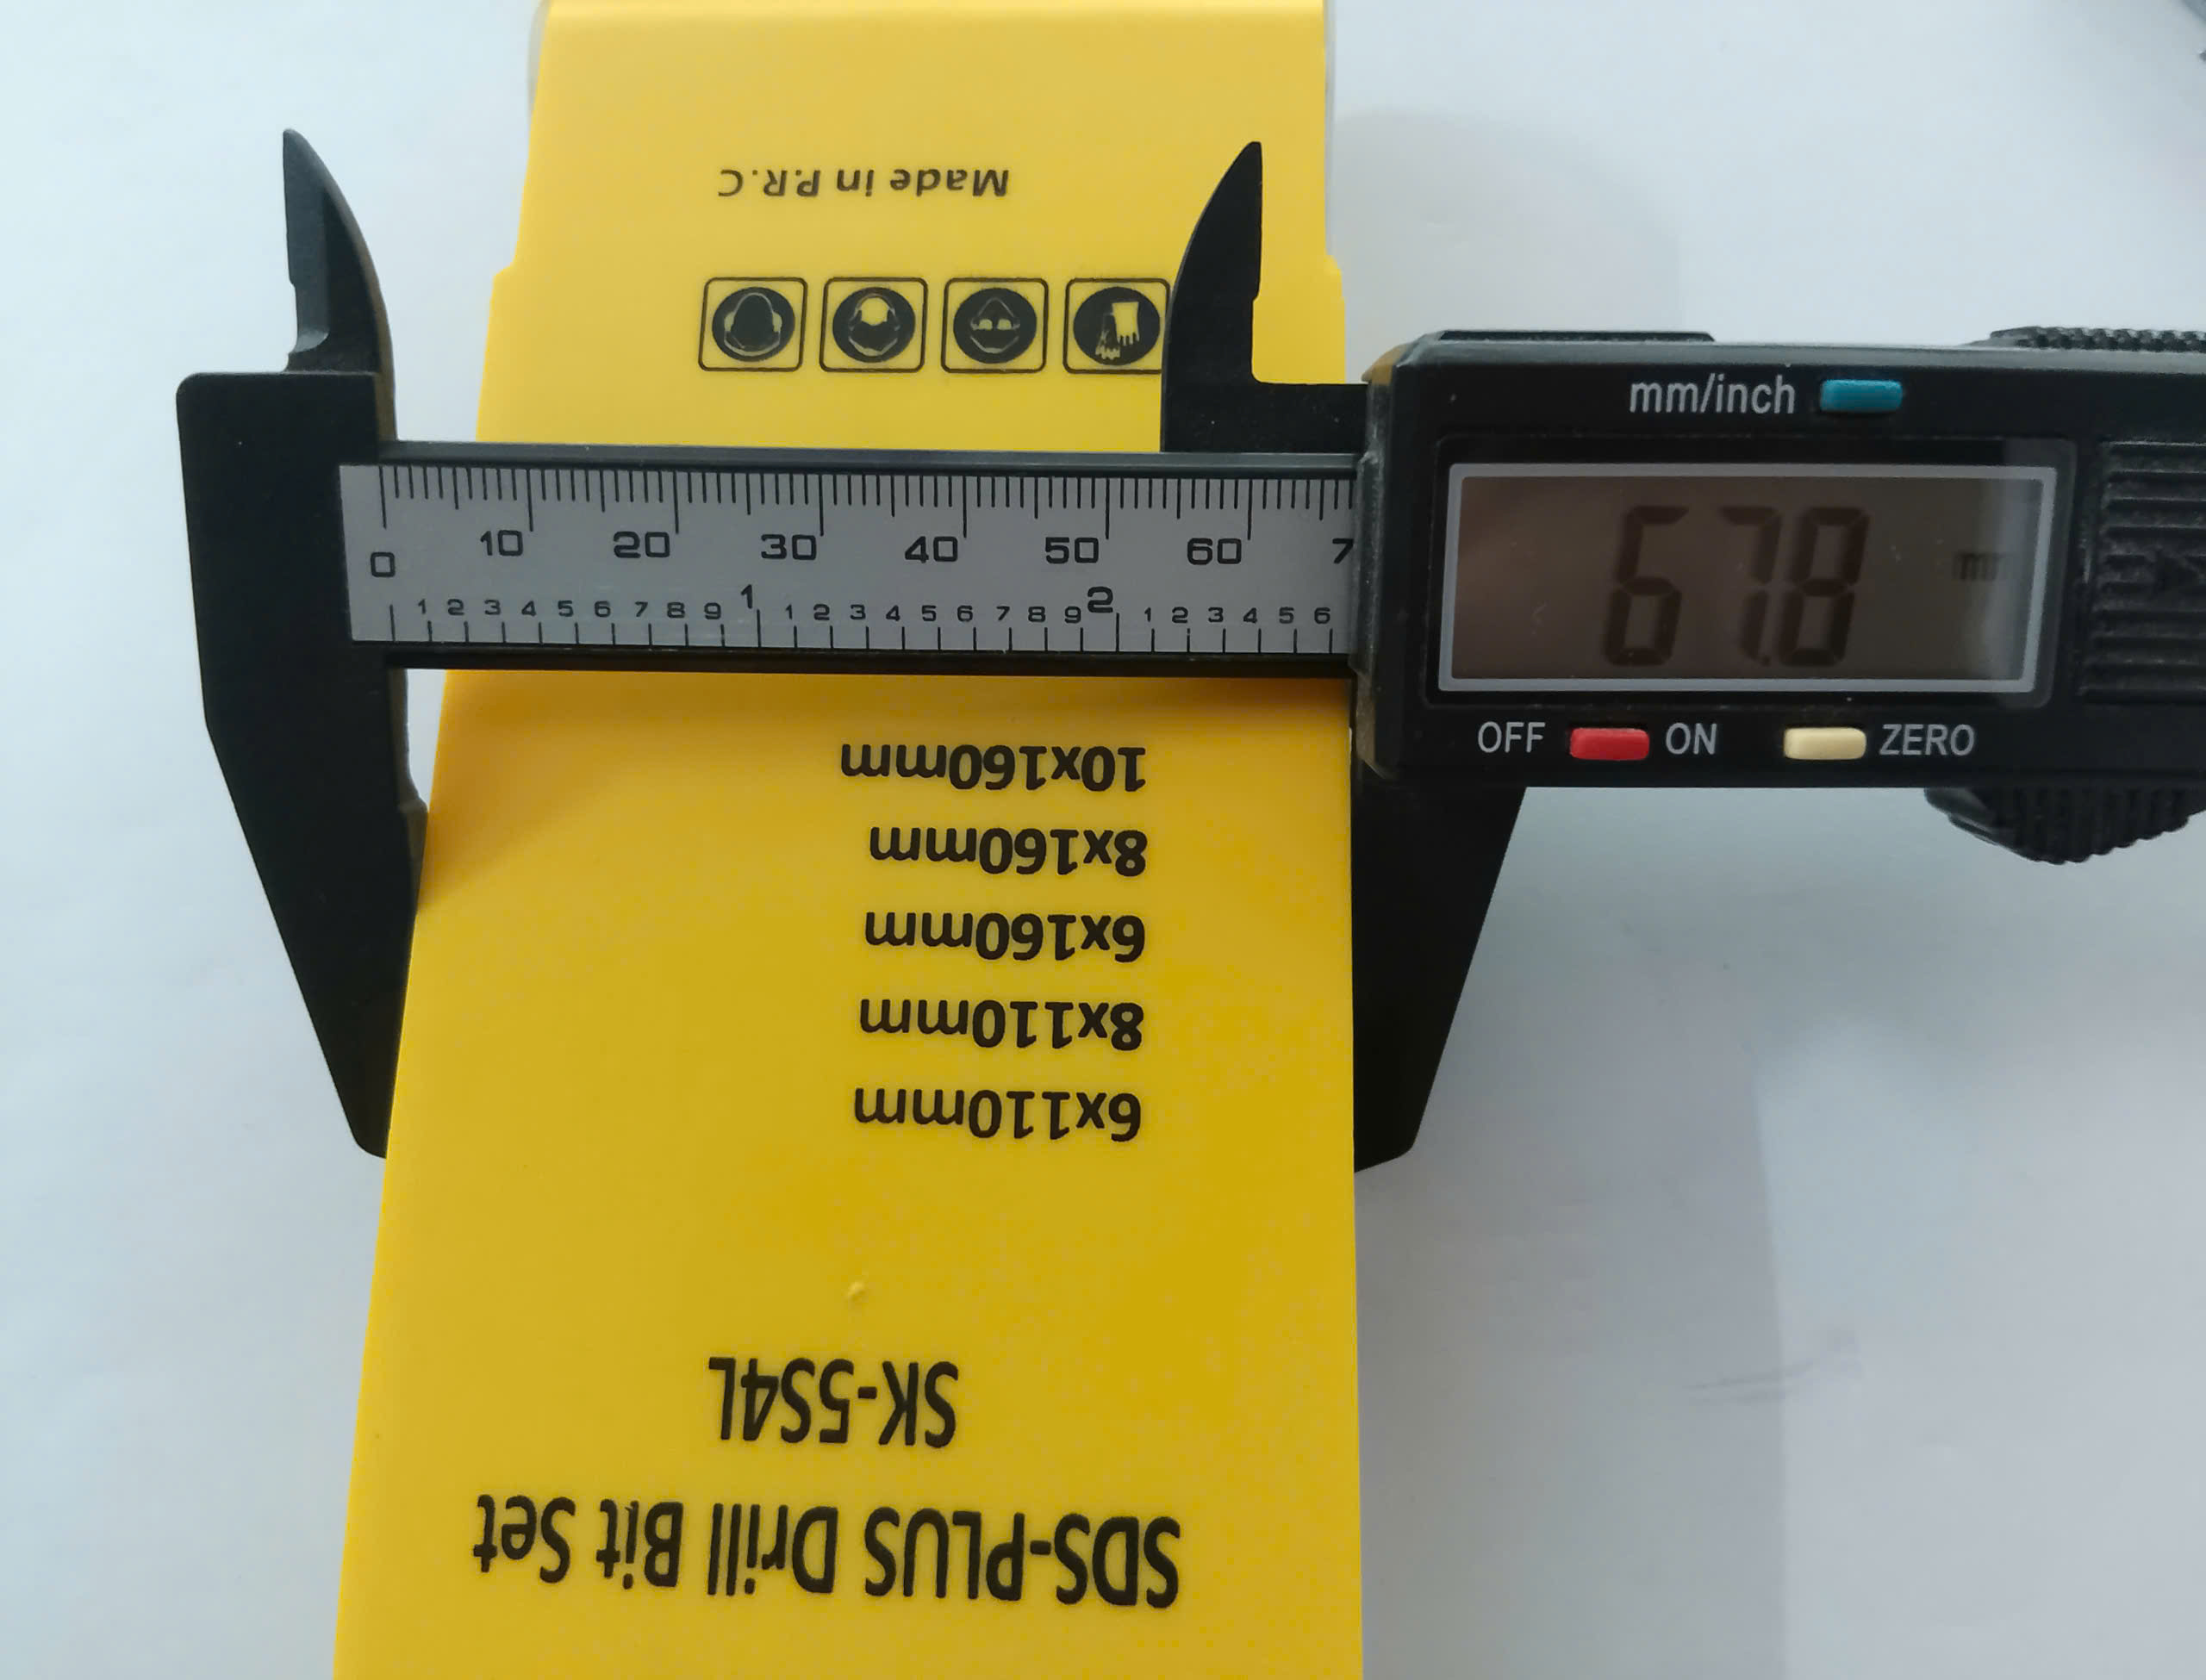 SDS-PLUS Drill Bit Set
SK-5S4L
6x110mm
8x110mm
6x160mm
8x160mm
10x160mm
Made in P.R.C
mm/inch
67.8 mm
OFF ON ZERO
0 10 20 30 40 50 60 7
1 2 3 4 5 6 7 8 9 1 1 2 3 4 5 6 7 8 9 2 1 2 3 4 5 6